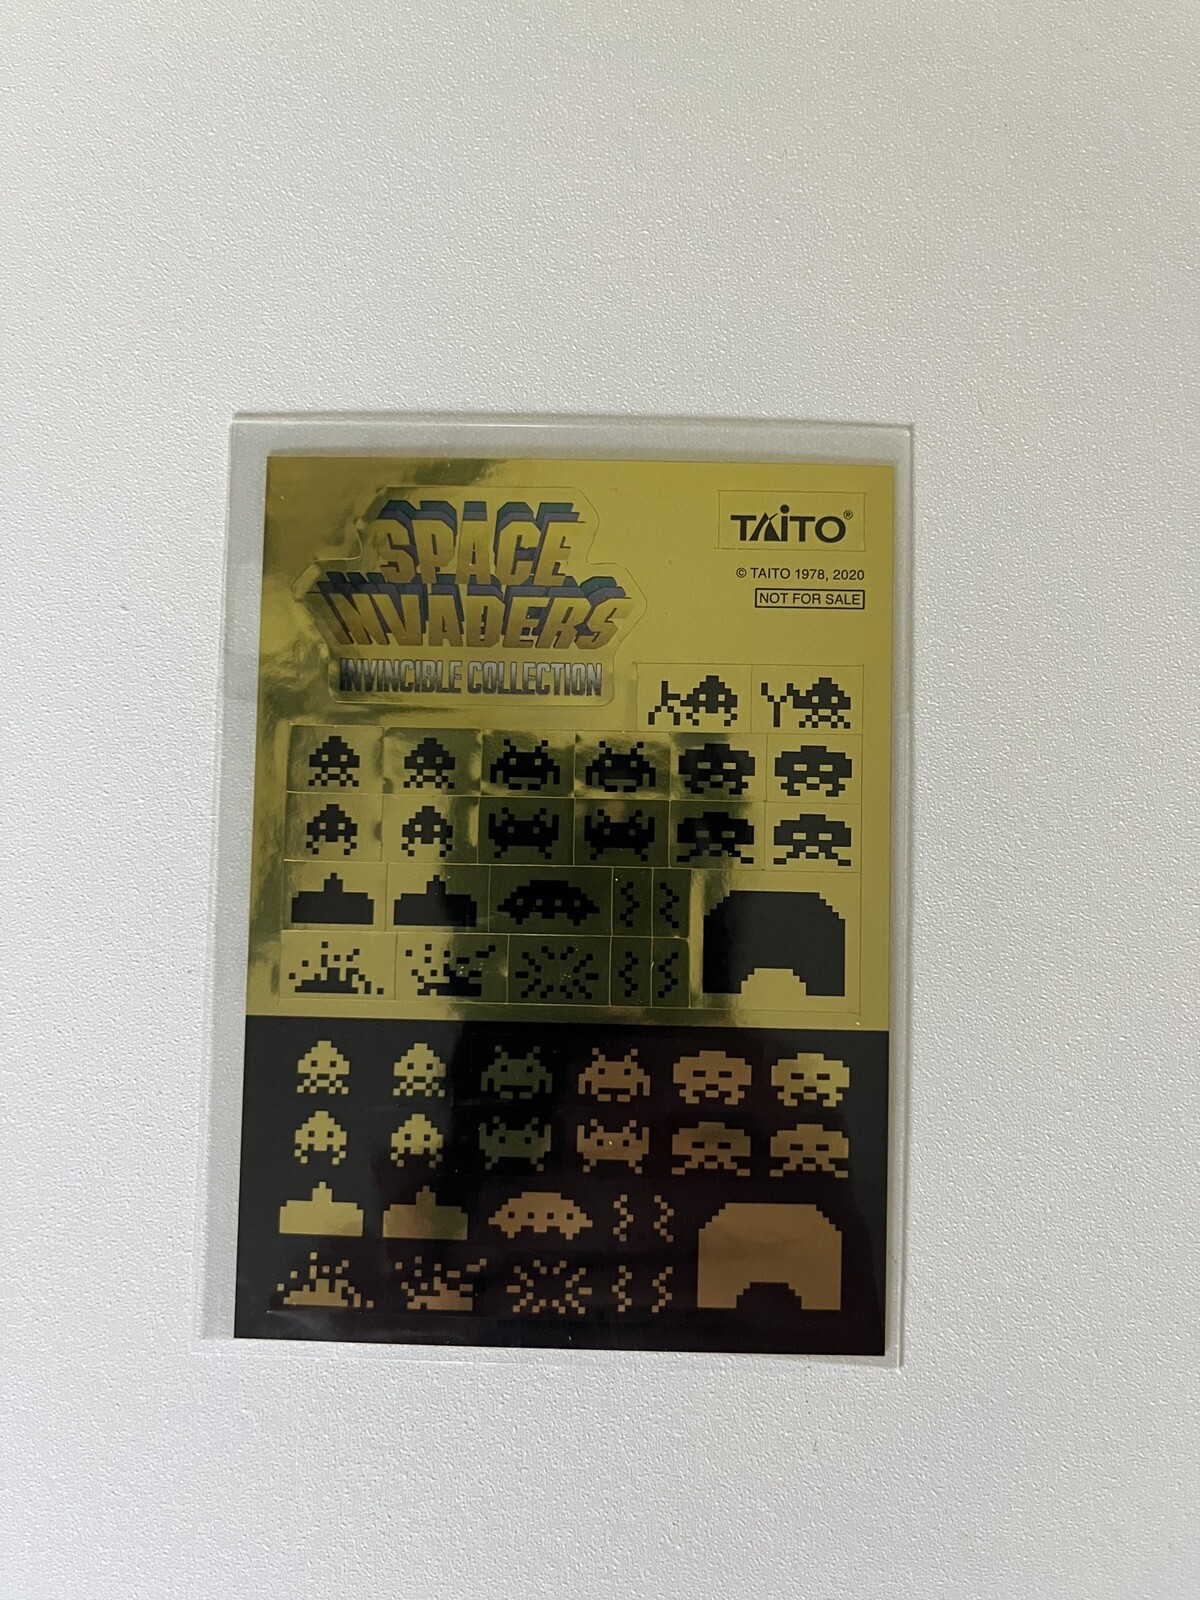 SPACE
INVADERS
INVINCIBLE COLLECTION
TAITO®
© TAITO 1978, 2020
NOT FOR SALE